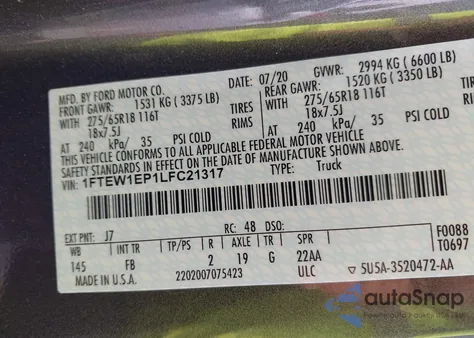 MFD. BY FORD MOTOR CO.
DATE: 07/20 GVWR: 2994 KG ( 6600 LB)
FRONT GAWR: 1531 KG ( 3375 LB) REAR GAWR: 1520 KG ( 3350 LB)
WITH 275/65R18 116T TIRES WITH 275/65R18 116T
18x7.5J RIMS 18x7.5J
AT 240 kPa/ 35 PSI COLD AT 240 kPa/ 35 PSI COLD
THIS VEHICLE CONFORMS TO ALL APPLICABLE FEDERAL MOTOR VEHICLE
SAFETY STANDARDS IN EFFECT ON THE DATE OF MANUFACTURE SHOWN ABOVE.
VIN: 1FTEW1EP1LFC21317 TYPE: Truck
F0088
T0697
EXT PNT: J7 RC: 48 DSO:
WB INT TR TP/PS R AXLE TR SPR
145 FB 2 19 G 22AA
MADE IN U.S.A. 2202007075423 ULC 5U5A-3520472-AA
autaSnap